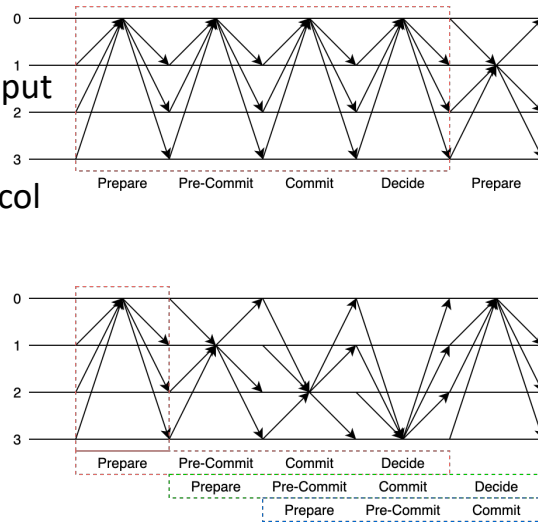 0
1
put
2
3
Prepare Pre-Commit Commit Decide Prepare
col
0
1
2
3
Prepare Pre-Commit Commit Decide
Prepare Pre-Commit Commit Decide
Prepare Pre-Commit Commit